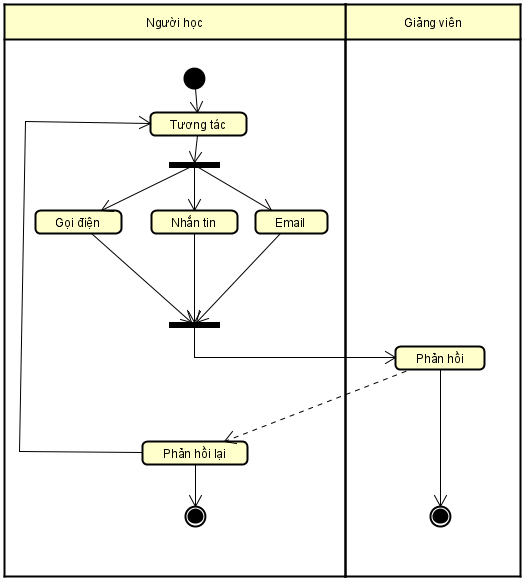 Người học
Giảng viên
Tương tác
Gọi điện
Nhắn tin
Email
Phản hồi
Phản hồi lại